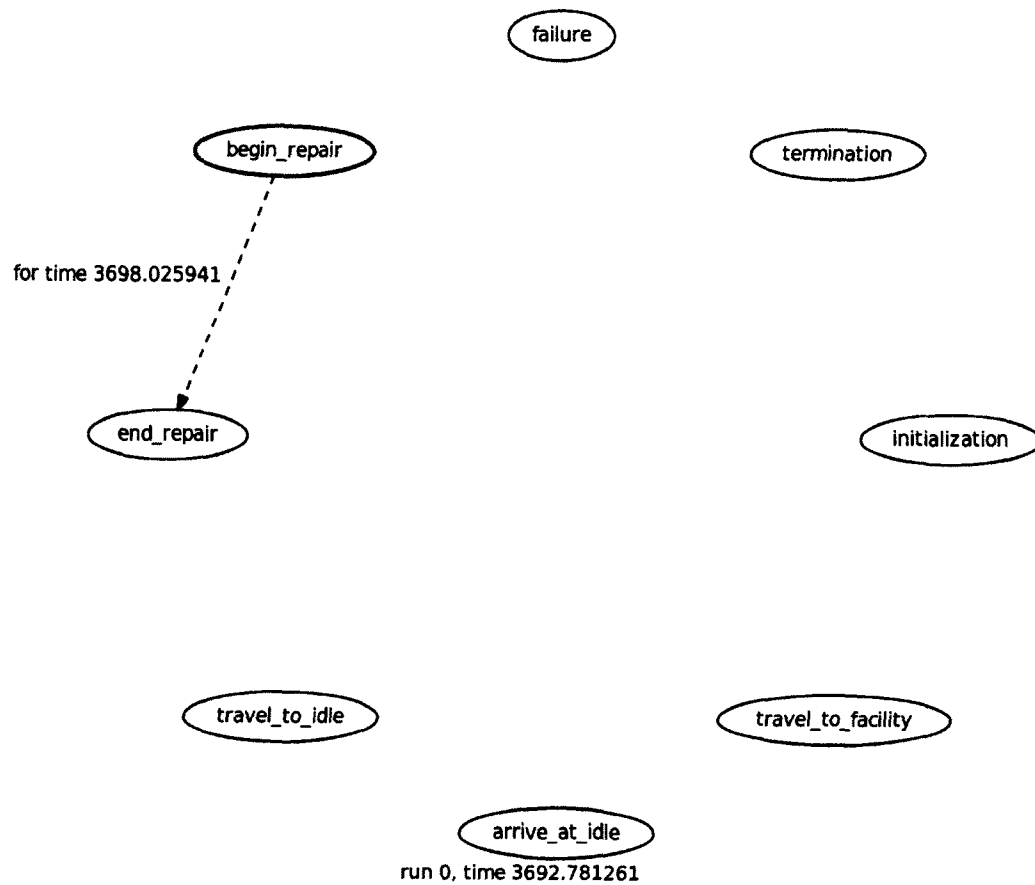 failure
begin_repair
termination
for time 3698.025941
end_repair
initialization
travel_to_idle
travel_to_facility
arrive_at_idle
run 0, time 3692.781261